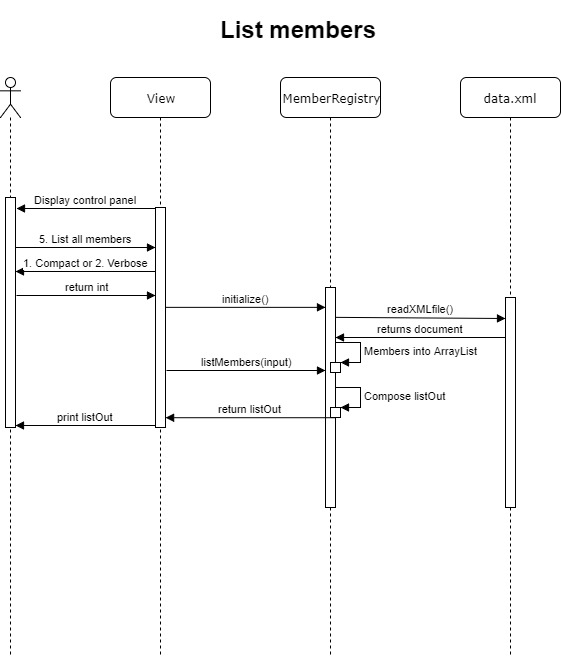 List members
View
MemberRegistry
data.xml
Display control panel
5. List all members
1. Compact or 2. Verbose
return int
initialize()
readXMLfile()
returns document
Members into ArrayList
listMembers(input)
Compose listOut
return listOut
print listOut